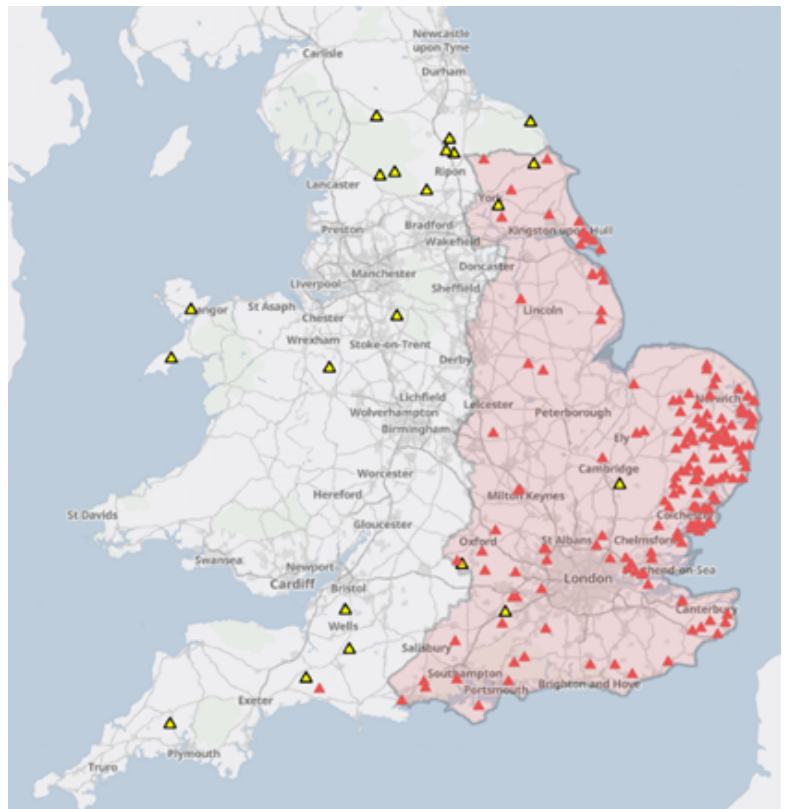 Newcastle
upon Tyne
Carlisle
Durham
Ripon
Lancaster
York
Preston
Bradford
Kingston upon Hull
Wakefield
Doncaster
Manchester
Liverpool
Sheffield
St Asaph
Chester
Lincoln
Wrexham
Stoke-on-Trent
Derby
Norwich
Lichfield
Leicester
Peterborough
Wolverhampton
Birmingham
Ely
Cambridge
Worcester
Hereford
Milton Keynes
St Davids
Gloucester
Oxford
St Albans
Chelmsford
Swansea
Newport
Cardiff
Bristol
London
Wells
Canterbury
Salisbury
Southampton
Exeter
Portsmouth
Brighton and Hove
Plymouth
Truro